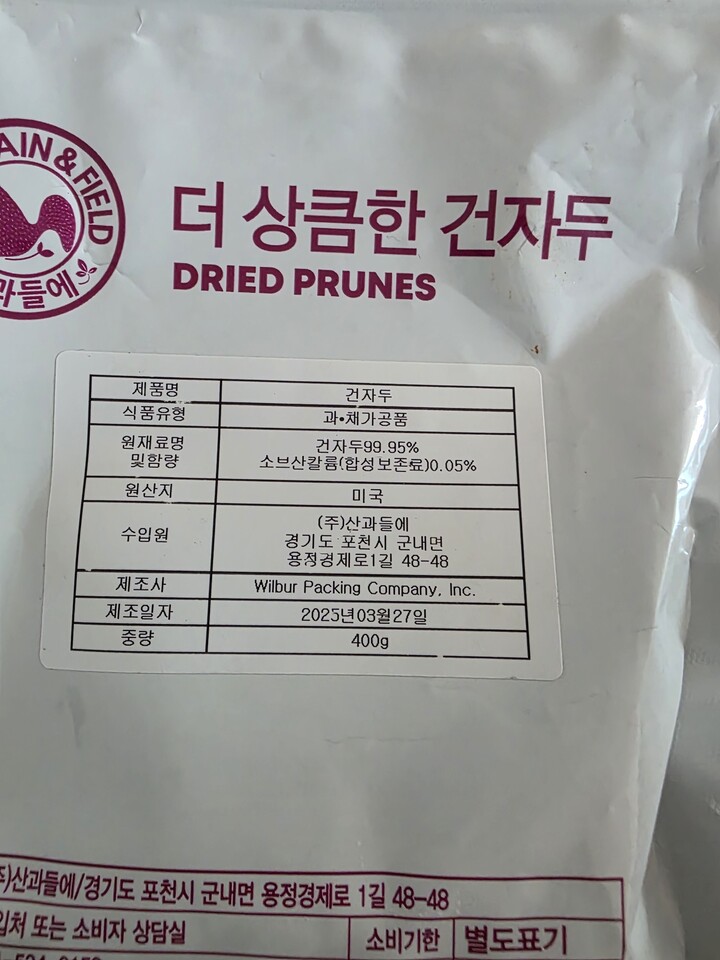 AIN & FIELD
과들에
더 상큼한 건자두
DRIED PRUNES
제품명 건자두
식품유형 과•채가공품
원재료명 및함량 건자두99.95%
소브산칼륨(합성보존료)0.05%
원산지 미국
수입원 (주)산과들에
경기도 포천시 군내면
용정경제로1길 48-48
제조사 Wilbur Packing Company, Inc.
제조일자 2025년03월27일
중량 400g
주)산과들에/경기도 포천시 군내면 용정경제로 1길 48-48
입처 또는 소비자 상담실 소비기한 별도표기